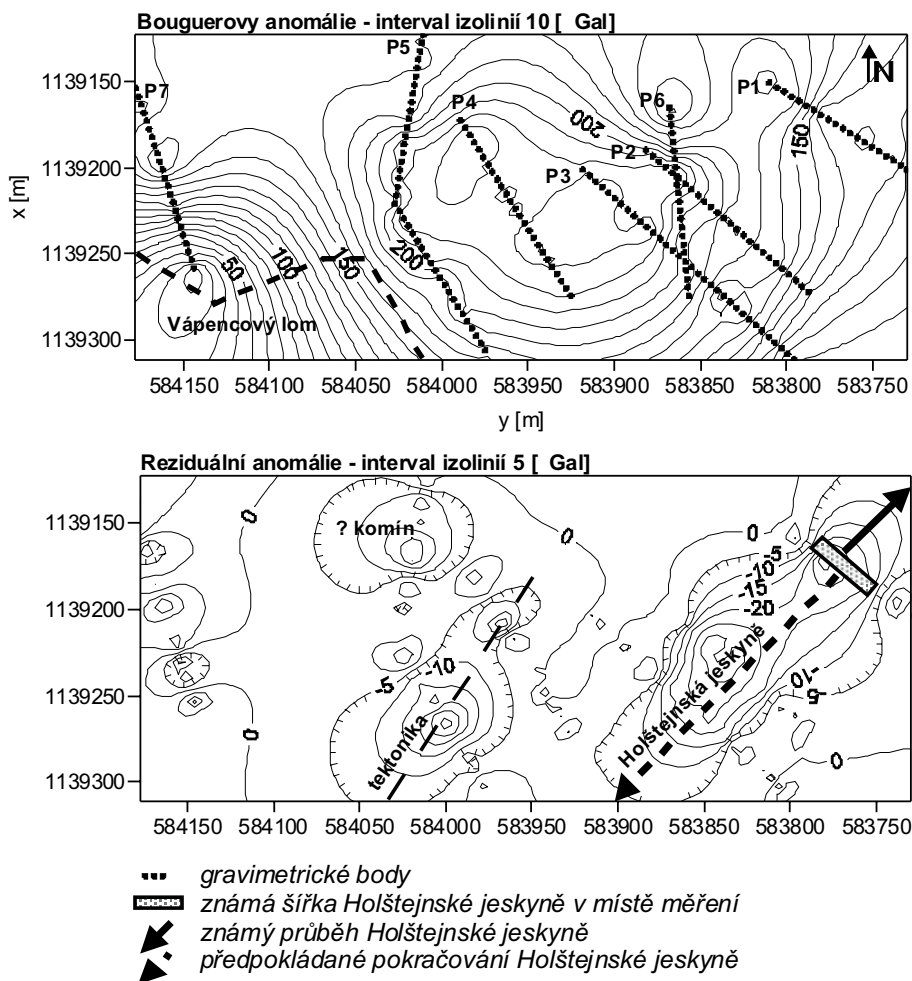 Bouguerovy anomálie - interval izolinií 10 [ Gal]
P5
N
1139150
P7
P4
P6
P1
200
150
P2
1139200
P3
x [m]
1139250
50
100
150
200
Vápencový lom
1139300
584150 584100 584050 584000 583950 583900 583850 583800 583750
y [m]
Reziduální anomálie - interval izolinií 5 [ Gal]
1139150
0
? komín
0
0
-5
-10
-15
-20
1139200
1139250
-5
-10
0
tektonika
Holštejnská jeskyně
-10
-5
0
1139300
584150 584100 584050 584000 583950 583900 583850 583800 583750
gravimetrické body
známá šířka Holštejnské jeskyně v místě měření
známý průběh Holštejnské jeskyně
předpokládané pokračování Holštejnské jeskyně